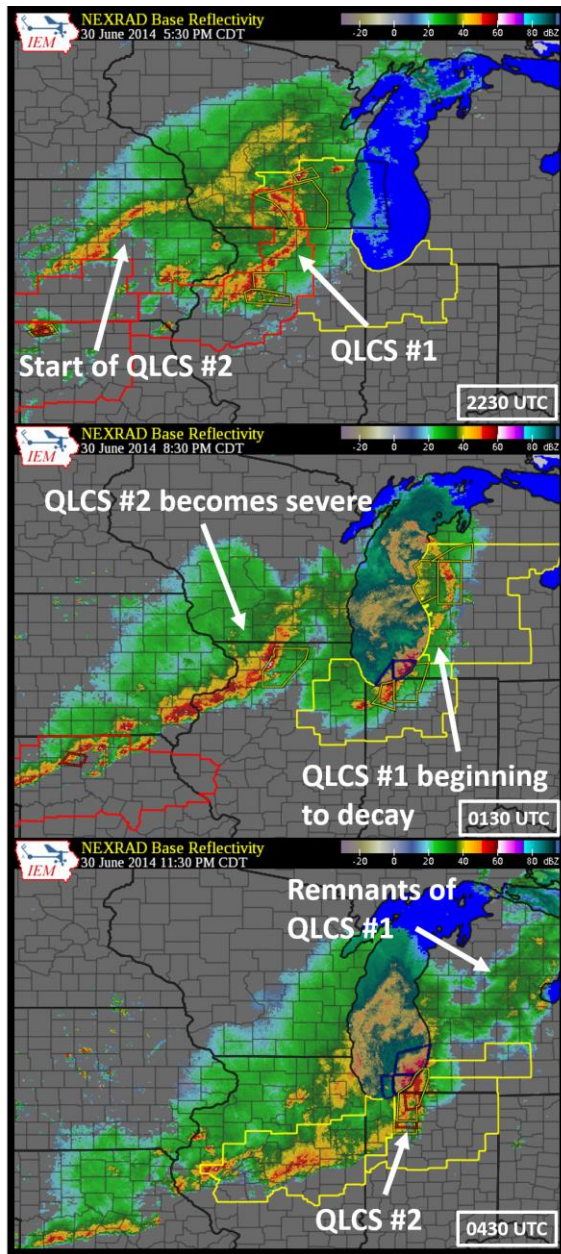 IEM
NEXRAD Base Reflectivity
30 June 2014 5:30 PM CDT
-20 0 20 40 60 80 dBZ
Start of QLCS #2
QLCS #1
2230 UTC
IEM
NEXRAD Base Reflectivity
30 June 2014 8:30 PM CDT
-20 0 20 40 60 80 dBZ
QLCS #2 becomes severe
QLCS #1 beginning
to decay
0130 UTC
IEM
NEXRAD Base Reflectivity
30 June 2014 11:30 PM CDT
-20 0 20 40 60 80 dBZ
Remnants of
QLCS #1
QLCS #2
0430 UTC